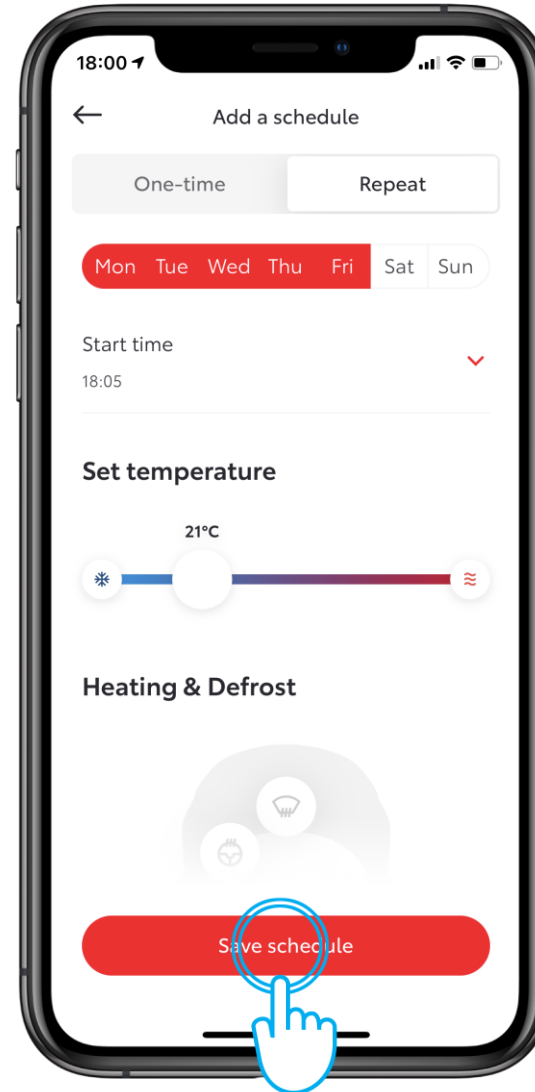 18:00
Add a schedule
One-time Repeat
Mon Tue Wed Thu Fri Sat Sun
Start time
18:05
Set temperature
21°C
Heating & Defrost
Save schedule